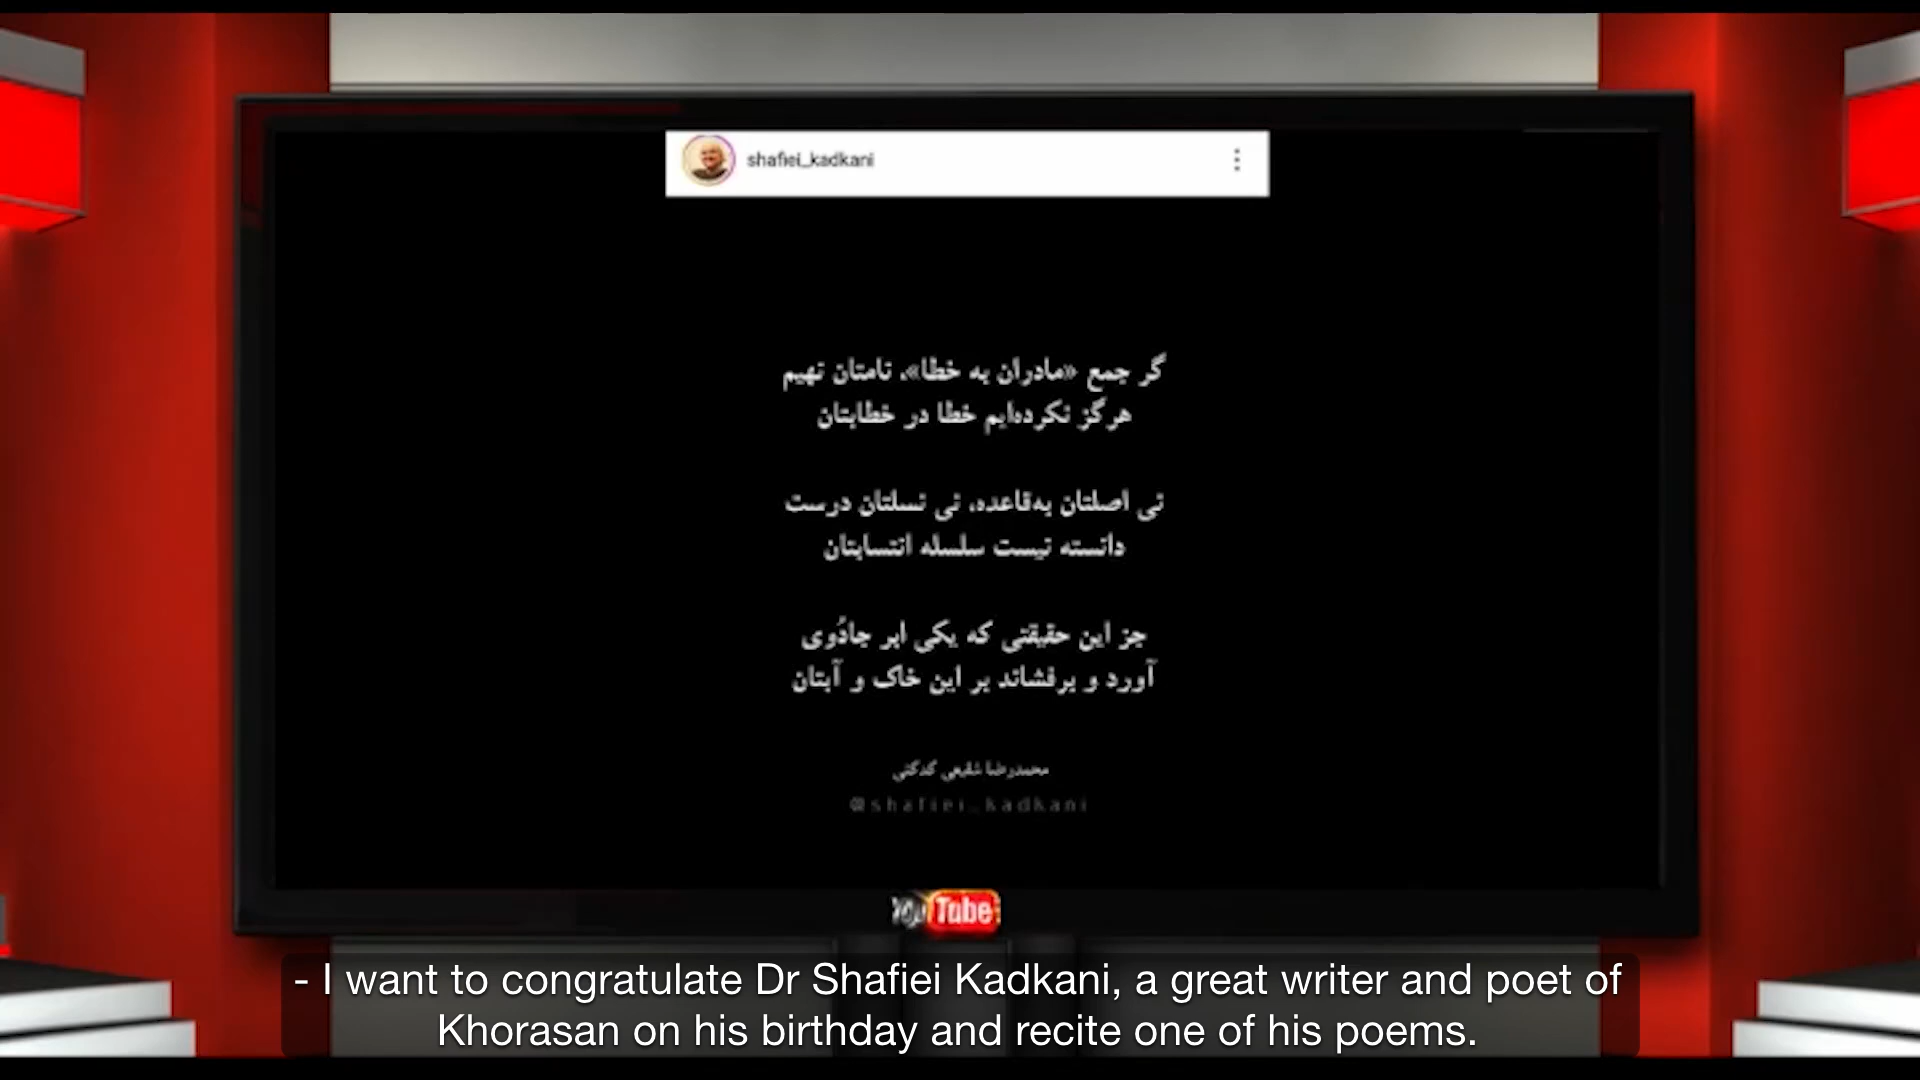 shafiei_kadkani
گر جمع «مادران به خطا»، نامتان نهیم
هرگز نکرده‌ایم خطا در خطابتان
نی اصلتان به‌قاعده، نی نسلتان درست
دانسته نیست سلسله انتسابتان
جز این حقیقتی که یکی ابر جادُوی
آورد و برفشاند بر این خاک و آبتان
محمدرضا شفیعی کدکنی
@shafiei_kadkani
YouTube
- I want to congratulate Dr Shafiei Kadkani, a great writer and poet of
Khorasan on his birthday and recite one of his poems.